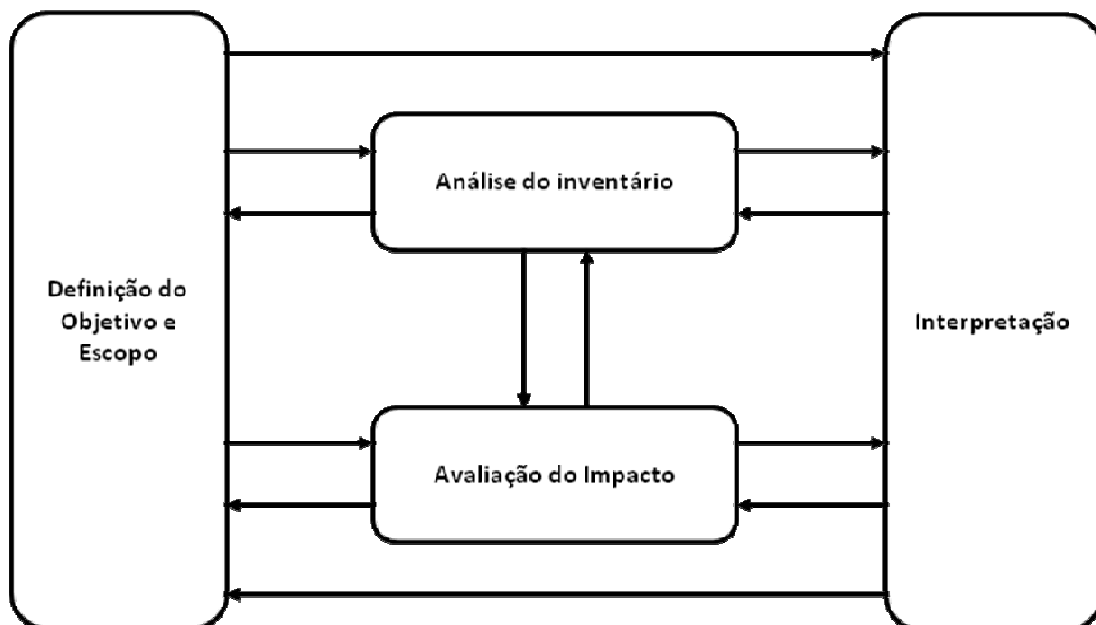 Análise do inventário
Definição do
Objetivo e
Escopo
Interpretação
Avaliação do Impacto